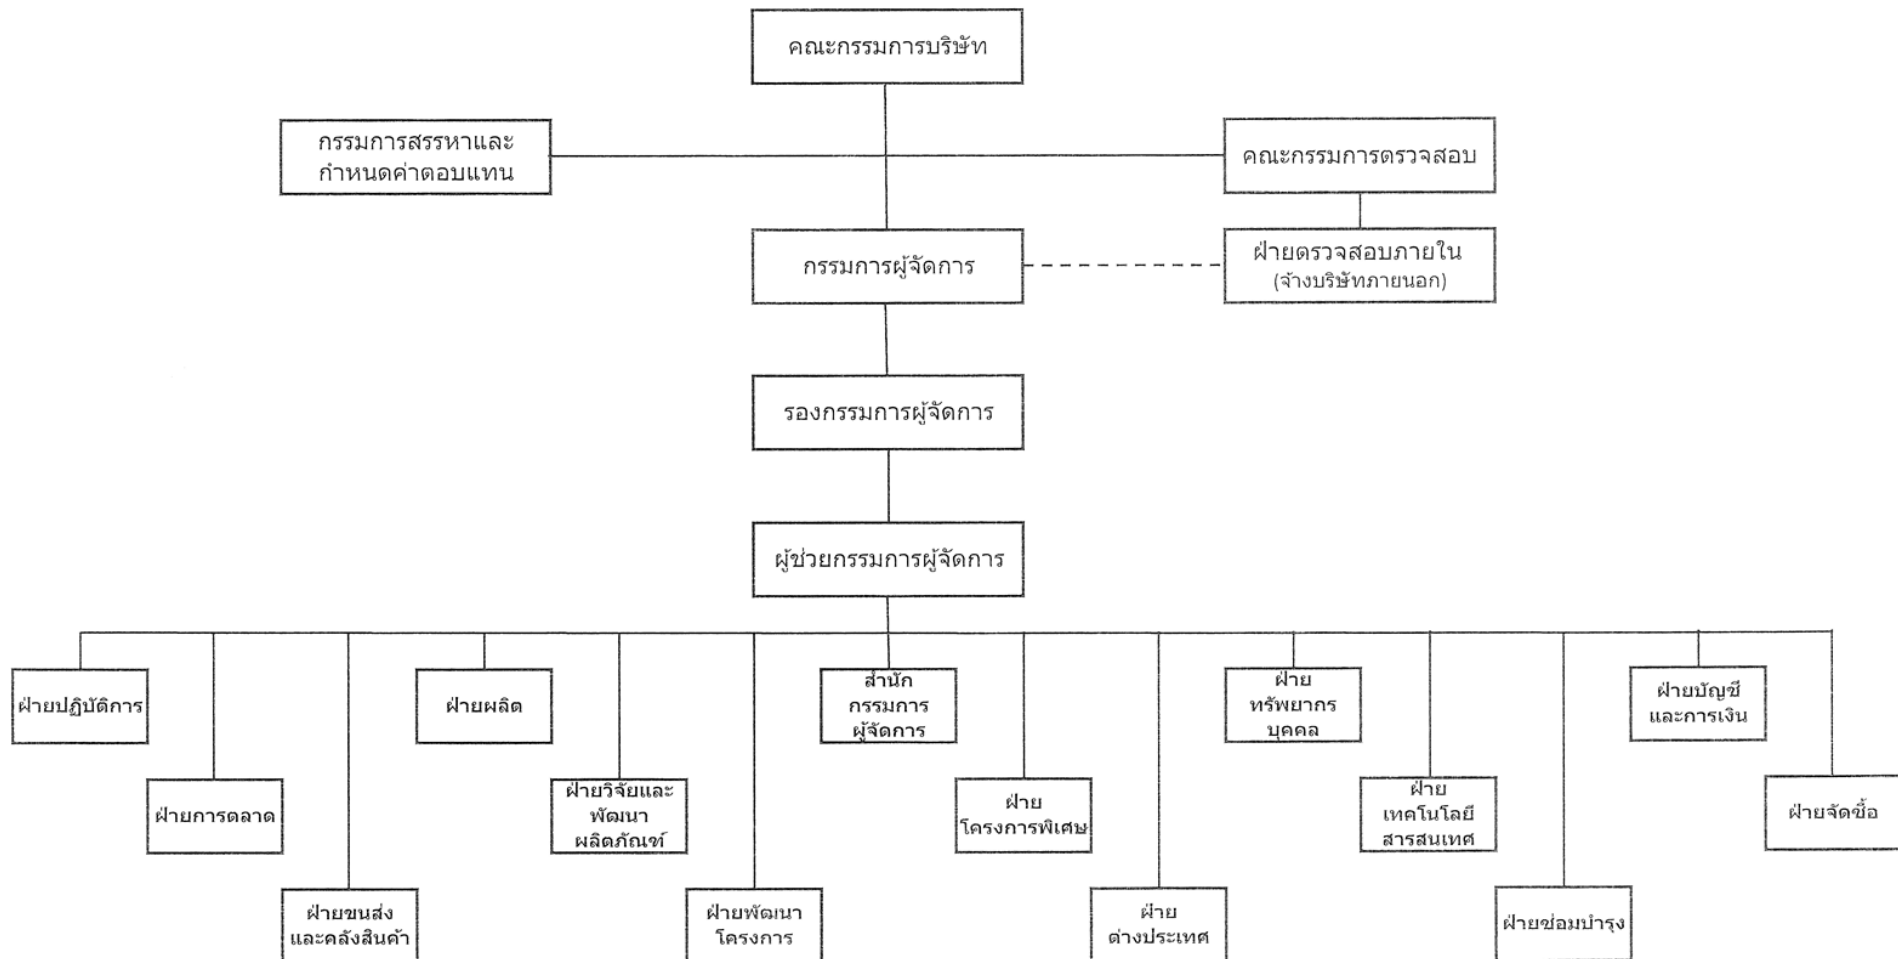 คณะกรรมการบริษัท
กรรมการสรรหาและ
กำหนดค่าตอบแทน
คณะกรรมการตรวจสอบ
กรรมการผู้จัดการ
ฝ่ายตรวจสอบภายใน
(จ้างบริษัทภายนอก)
รองกรรมการผู้จัดการ
ผู้ช่วยกรรมการผู้จัดการ
ฝ่ายปฏิบัติการ
ฝ่ายผลิต
สำนัก
กรรมการ
ผู้จัดการ
ฝ่าย
ทรัพยากร
บุคคล
ฝ่ายบัญชี
และการเงิน
ฝ่ายการตลาด
ฝ่ายวิจัยและ
พัฒนา
ผลิตภัณฑ์
ฝ่าย
โครงการพิเศษ
ฝ่าย
เทคโนโลยี
สารสนเทศ
ฝ่ายจัดซื้อ
ฝ่ายขนส่ง
และคลังสินค้า
ฝ่ายพัฒนา
โครงการ
ฝ่าย
ต่างประเทศ
ฝ่ายซ่อมบำรุง